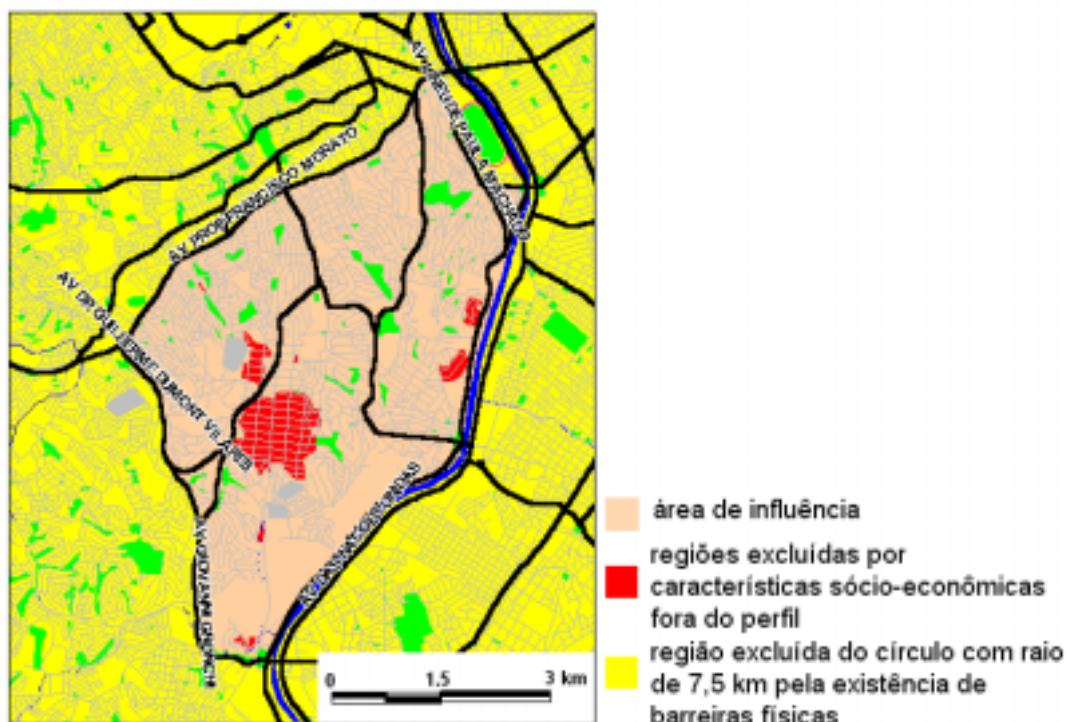 AV. PROF. FRANCISCO MORATO
AV. DR. GUILHERME DUMONT VILARES
0 1.5 3 km
área de influência
regiões excluídas por
características sócio-econômicas
fora do perfil
região excluída do círculo com raio
de 7,5 km pela existência de
barreiras físicas